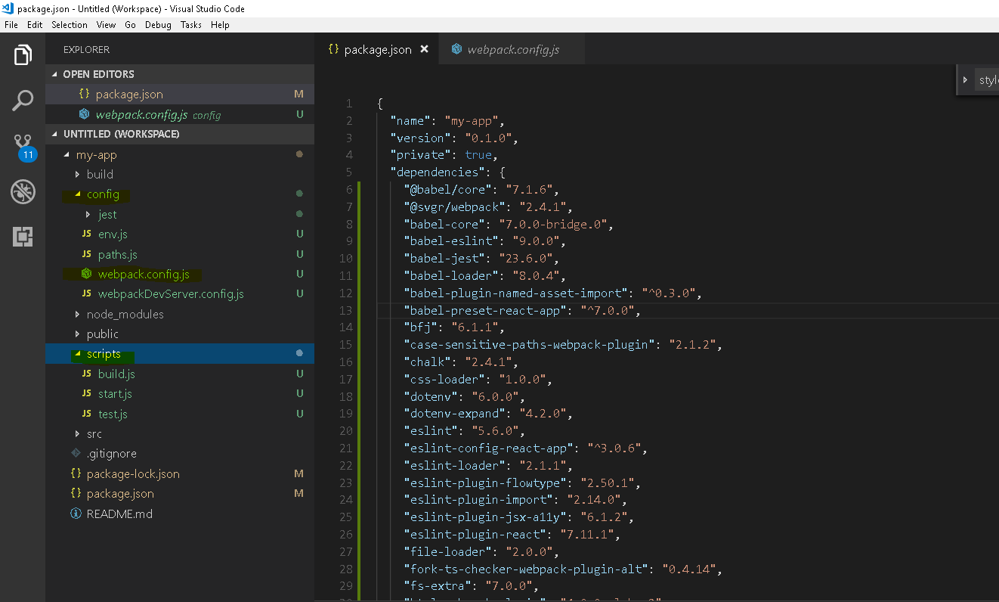 package.json - Untitled (Workspace) - Visual Studio Code
File Edit Selection View Go Debug Tasks Help
EXPLORER
OPEN EDITORS
{} package.json M
webpack.config.js config U
UNTITLED (WORKSPACE)
my-app
build
config
jest
JS env.js U
JS paths.js U
webpack.config.js U
JS webpackDevServer.config.js U
node_modules
public
scripts
JS build.js U
JS start.js U
JS test.js U
src
.gitignore
{} package-lock.json M
{} package.json M
README.md
11
{} package.json ×
webpack.config.js
1 {
2 "name": "my-app",
3 "version": "0.1.0",
4 "private": true,
5 "dependencies": {
6 "@babel/core": "7.1.6",
7 "@svgr/webpack": "2.4.1",
8 "babel-core": "7.0.0-bridge.0",
9 "babel-eslint": "9.0.0",
10 "babel-jest": "23.6.0",
11 "babel-loader": "8.0.4",
12 "babel-plugin-named-asset-import": "^0.3.0",
13 "babel-preset-react-app": "^7.0.0",
14 "bfj": "6.1.1",
15 "case-sensitive-paths-webpack-plugin": "2.1.2",
16 "chalk": "2.4.1",
17 "css-loader": "1.0.0",
18 "dotenv": "6.0.0",
19 "dotenv-expand": "4.2.0",
20 "eslint": "5.6.0",
21 "eslint-config-react-app": "^3.0.6",
22 "eslint-loader": "2.1.1",
23 "eslint-plugin-flowtype": "2.50.1",
24 "eslint-plugin-import": "2.14.0",
25 "eslint-plugin-jsx-a11y": "6.1.2",
26 "eslint-plugin-react": "7.11.1",
27 "file-loader": "2.0.0",
28 "fork-ts-checker-webpack-plugin-alt": "0.4.14",
29 "fs-extra": "7.0.0",